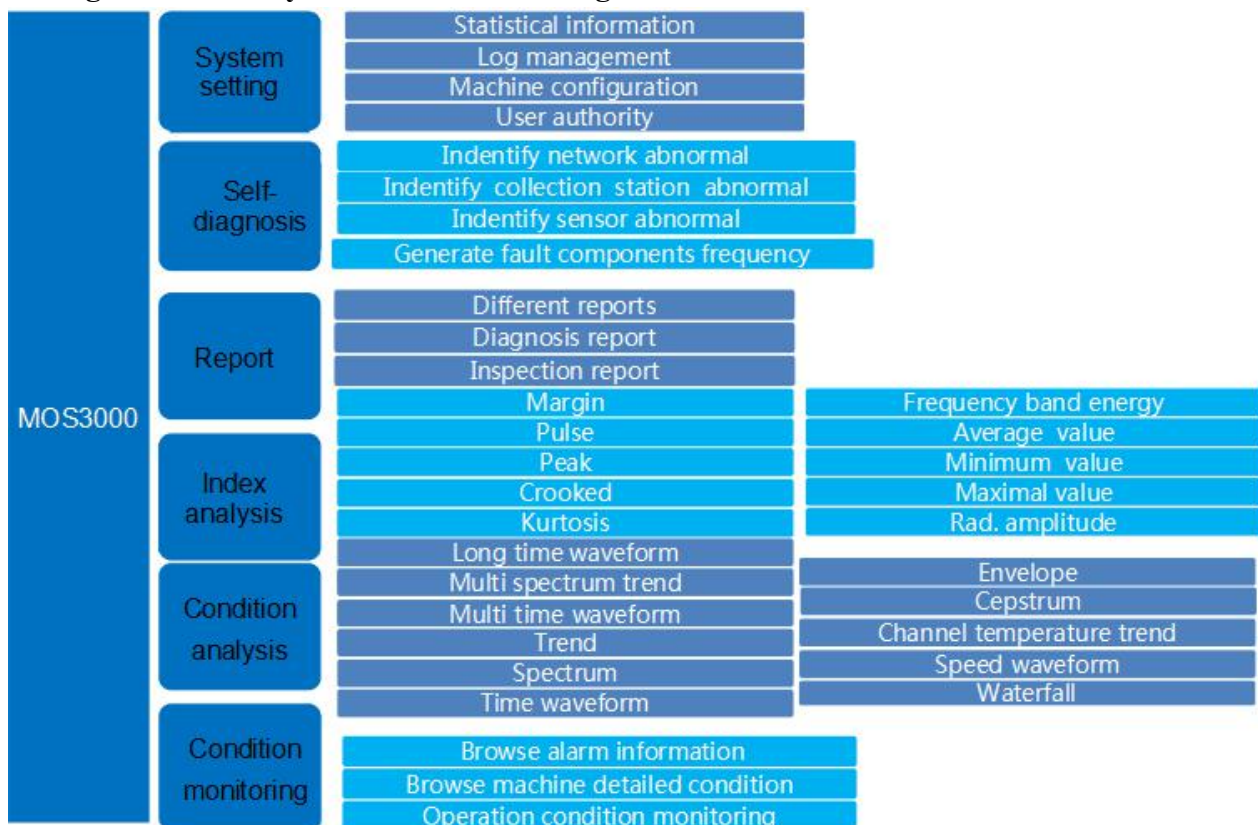 MOS3000
System
setting
Statistical information
Log management
Machine configuration
User authority
Self-
diagnosis
Indentify network abnormal
Indentify collection station abnormal
Indentify sensor abnormal
Generate fault components frequency
Report
Different reports
Diagnosis report
Inspection report
Index
analysis
Margin
Pulse
Peak
Crooked
Kurtosis
Frequency band energy
Average value
Minimum value
Maximal value
Rad. amplitude
Condition
analysis
Long time waveform
Multi spectrum trend
Multi time waveform
Trend
Spectrum
Time waveform
Envelope
Cepstrum
Channel temperature trend
Speed waveform
Waterfall
Condition
monitoring
Browse alarm information
Browse machine detailed condition
Operation condition monitoring